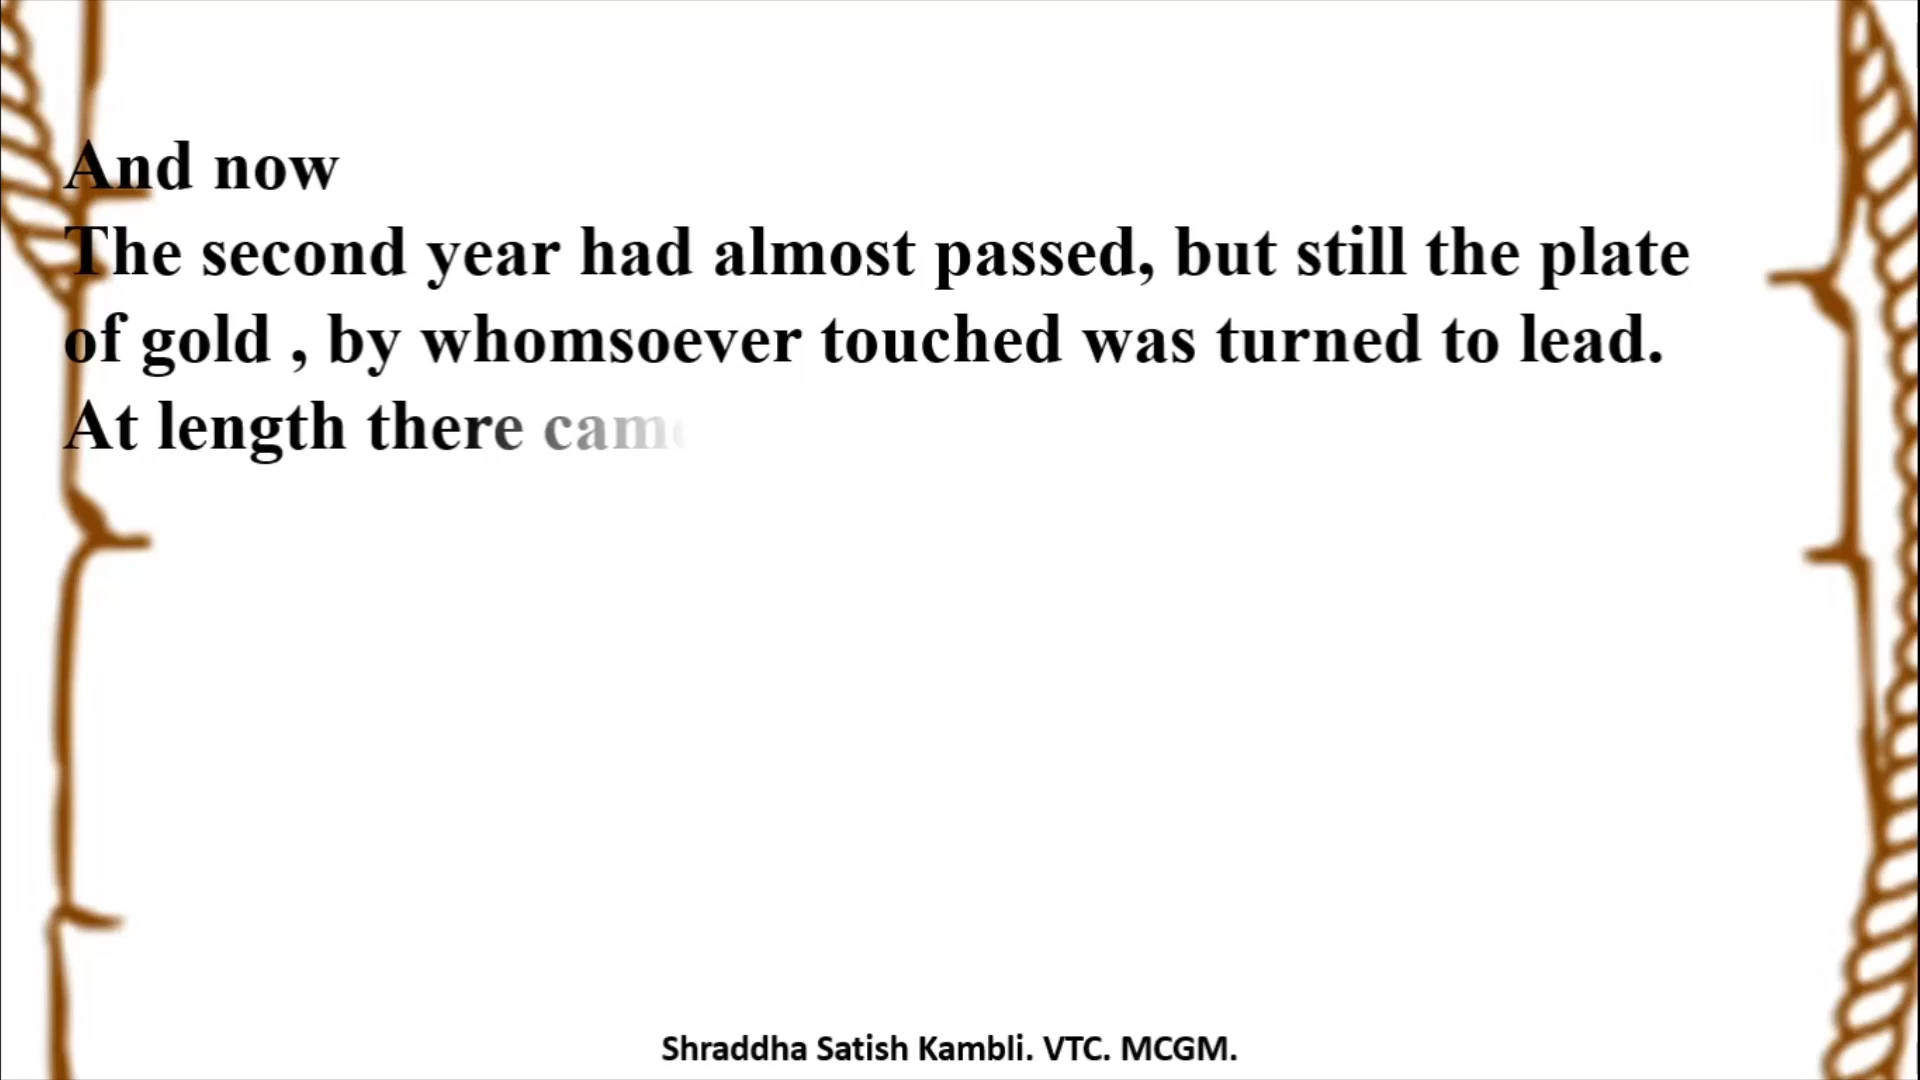 And now
The second year had almost passed, but still the plate
of gold , by whomsoever touched was turned to lead.
At length there came
Shraddha Satish Kambli. VTC. MCGM.